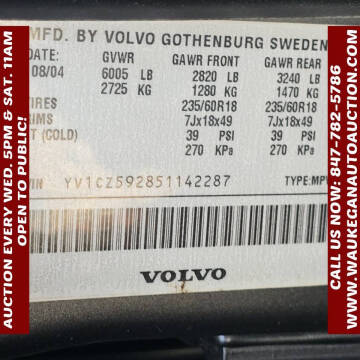 AUCTION EVERY WED. 5PM & SAT. 11AM
OPEN TO PUBLIC!
MFD. BY VOLVO GOTHENBURG SWEDEN
GVWR GAWR FRONT GAWR REAR
08/04 6005 LB 2820 LB 3240 LB
2725 KG 1280 KG 1470 KG
IRES 235/60R18 235/60R18
IMS 7Jx18x49 7Jx18x49
T (COLD) 39 PSI 39 PSI
270 KPa 270 KPa
IN YV1CZ592851142287 TYPE:MPV
VOLVO
CALL US NOW: 847-782-5786
WWW.WAUKEGANAUTOAUCTION.COM